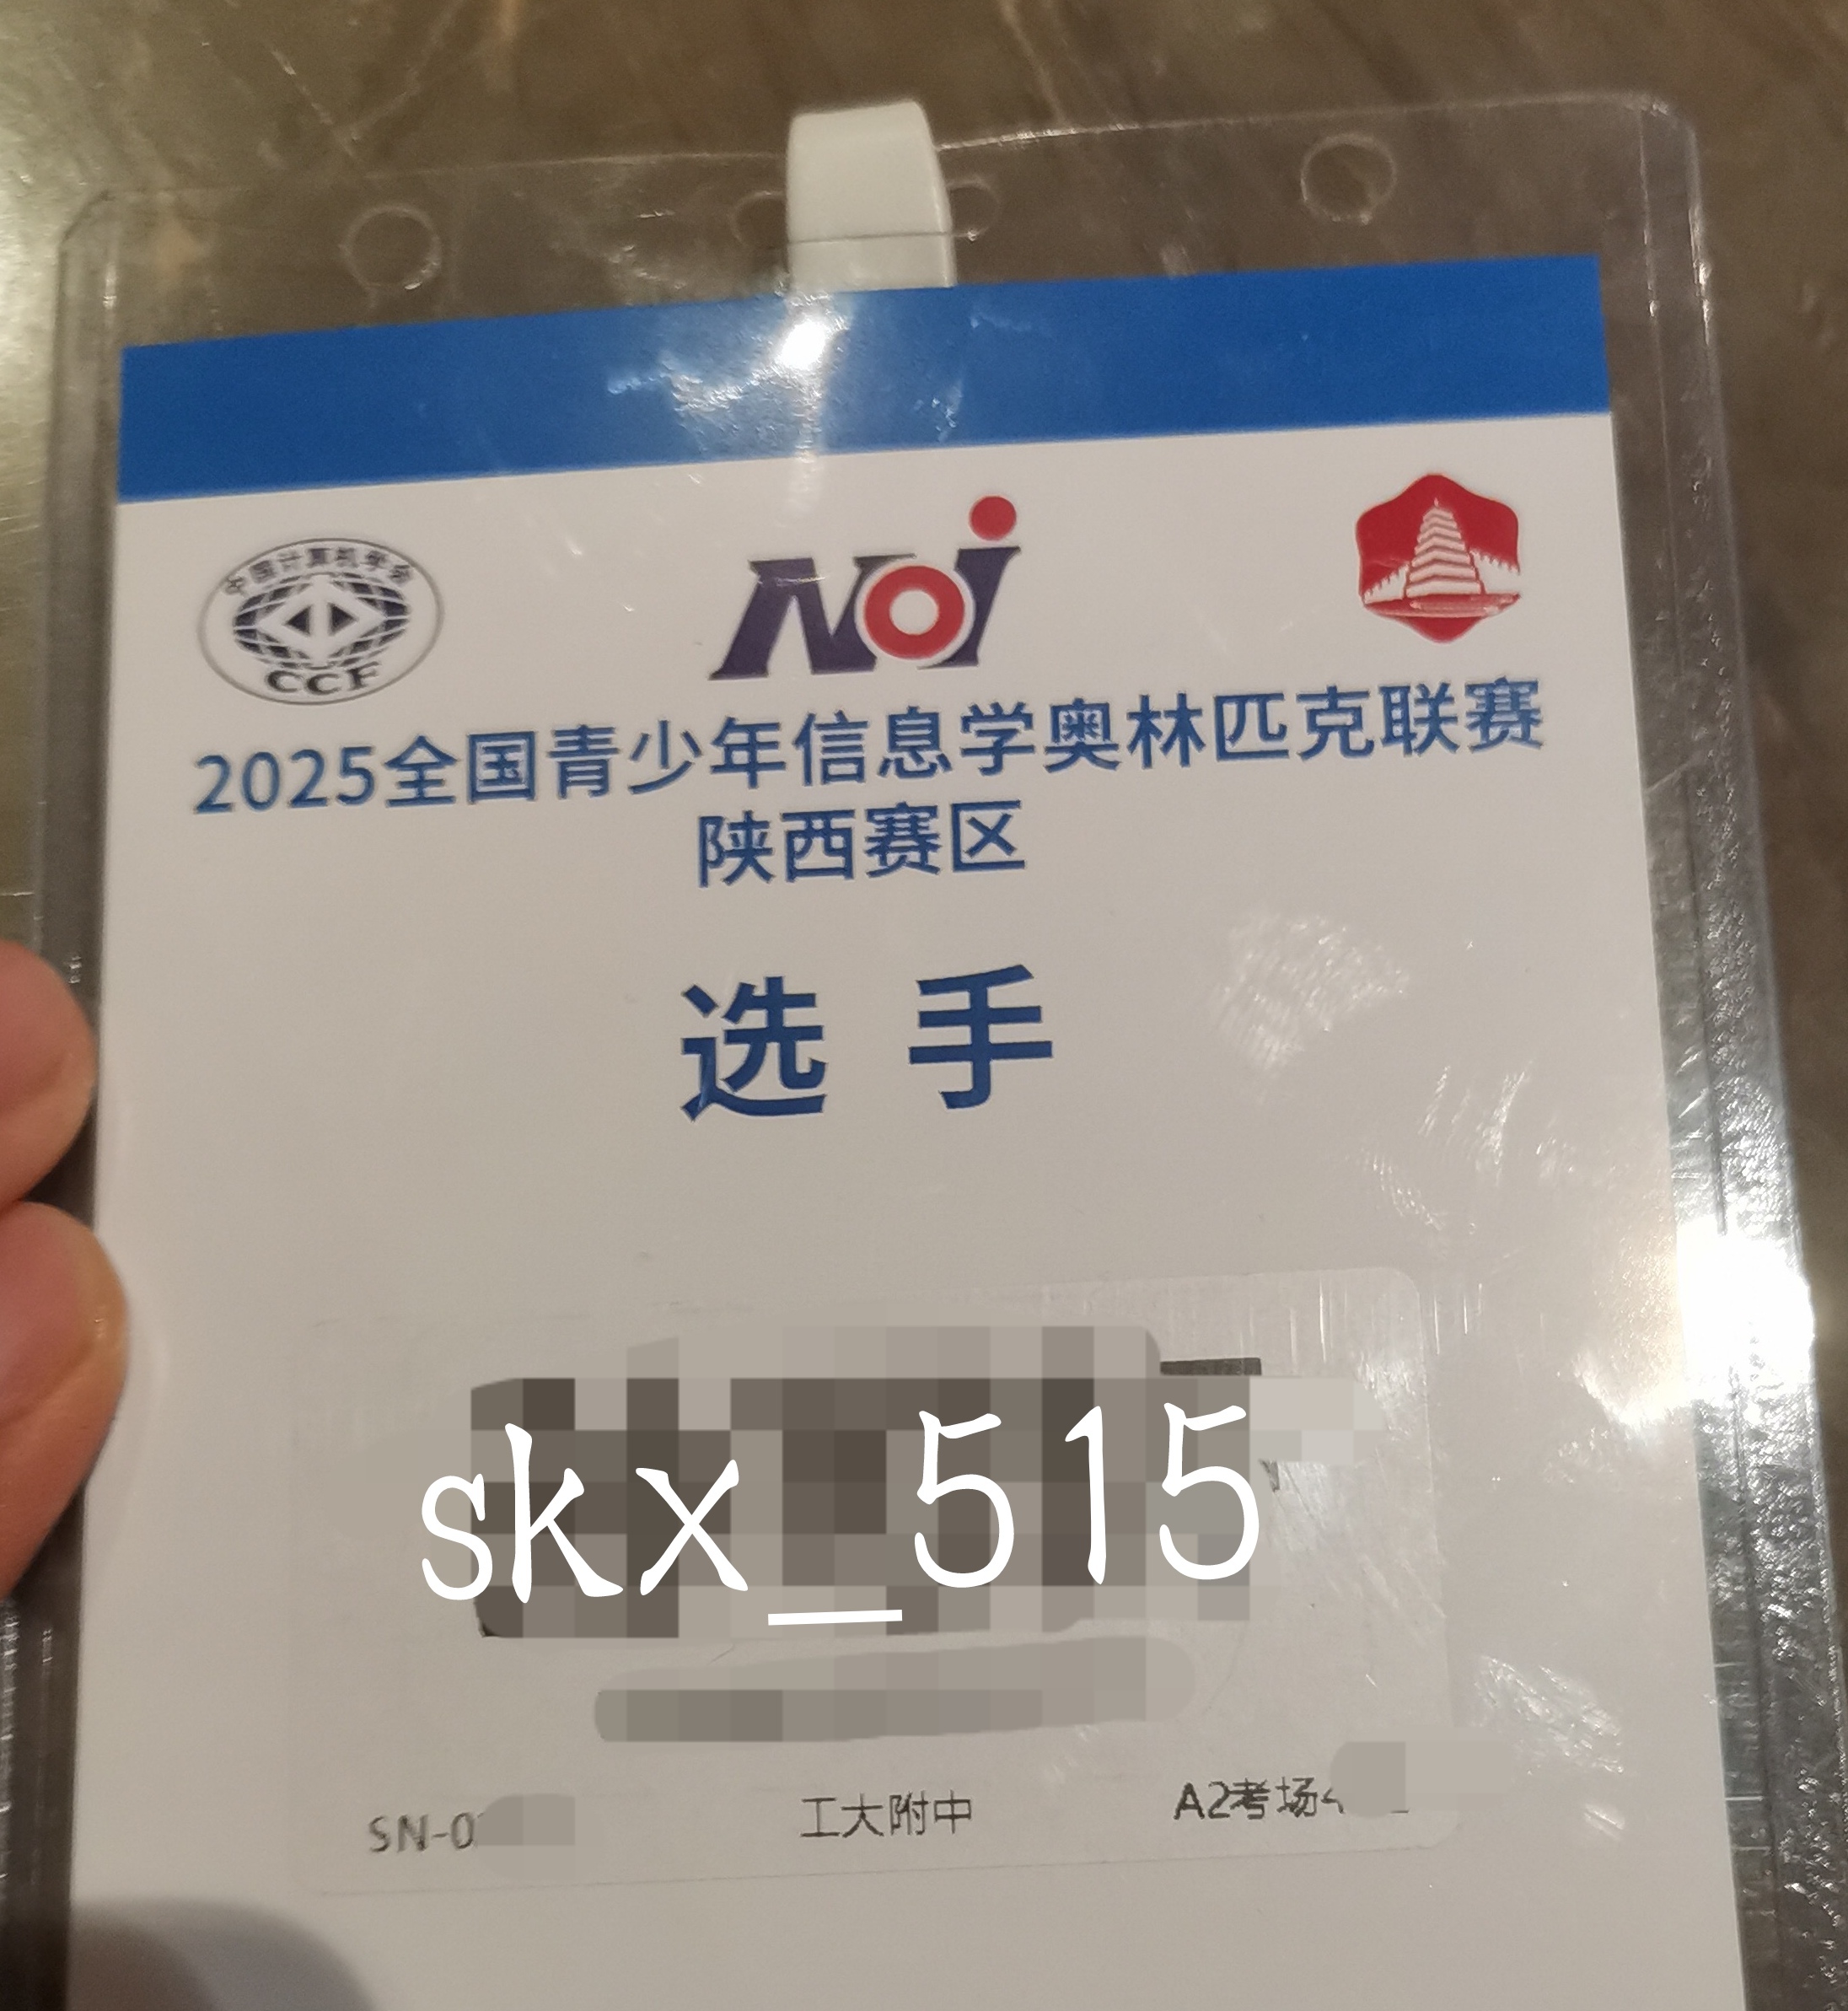 中国计算机学会
CCF
NOI
2025全国青少年信息学奥林匹克联赛
陕西赛区
选手
skx_515
SN-0
工大附中
A2考场